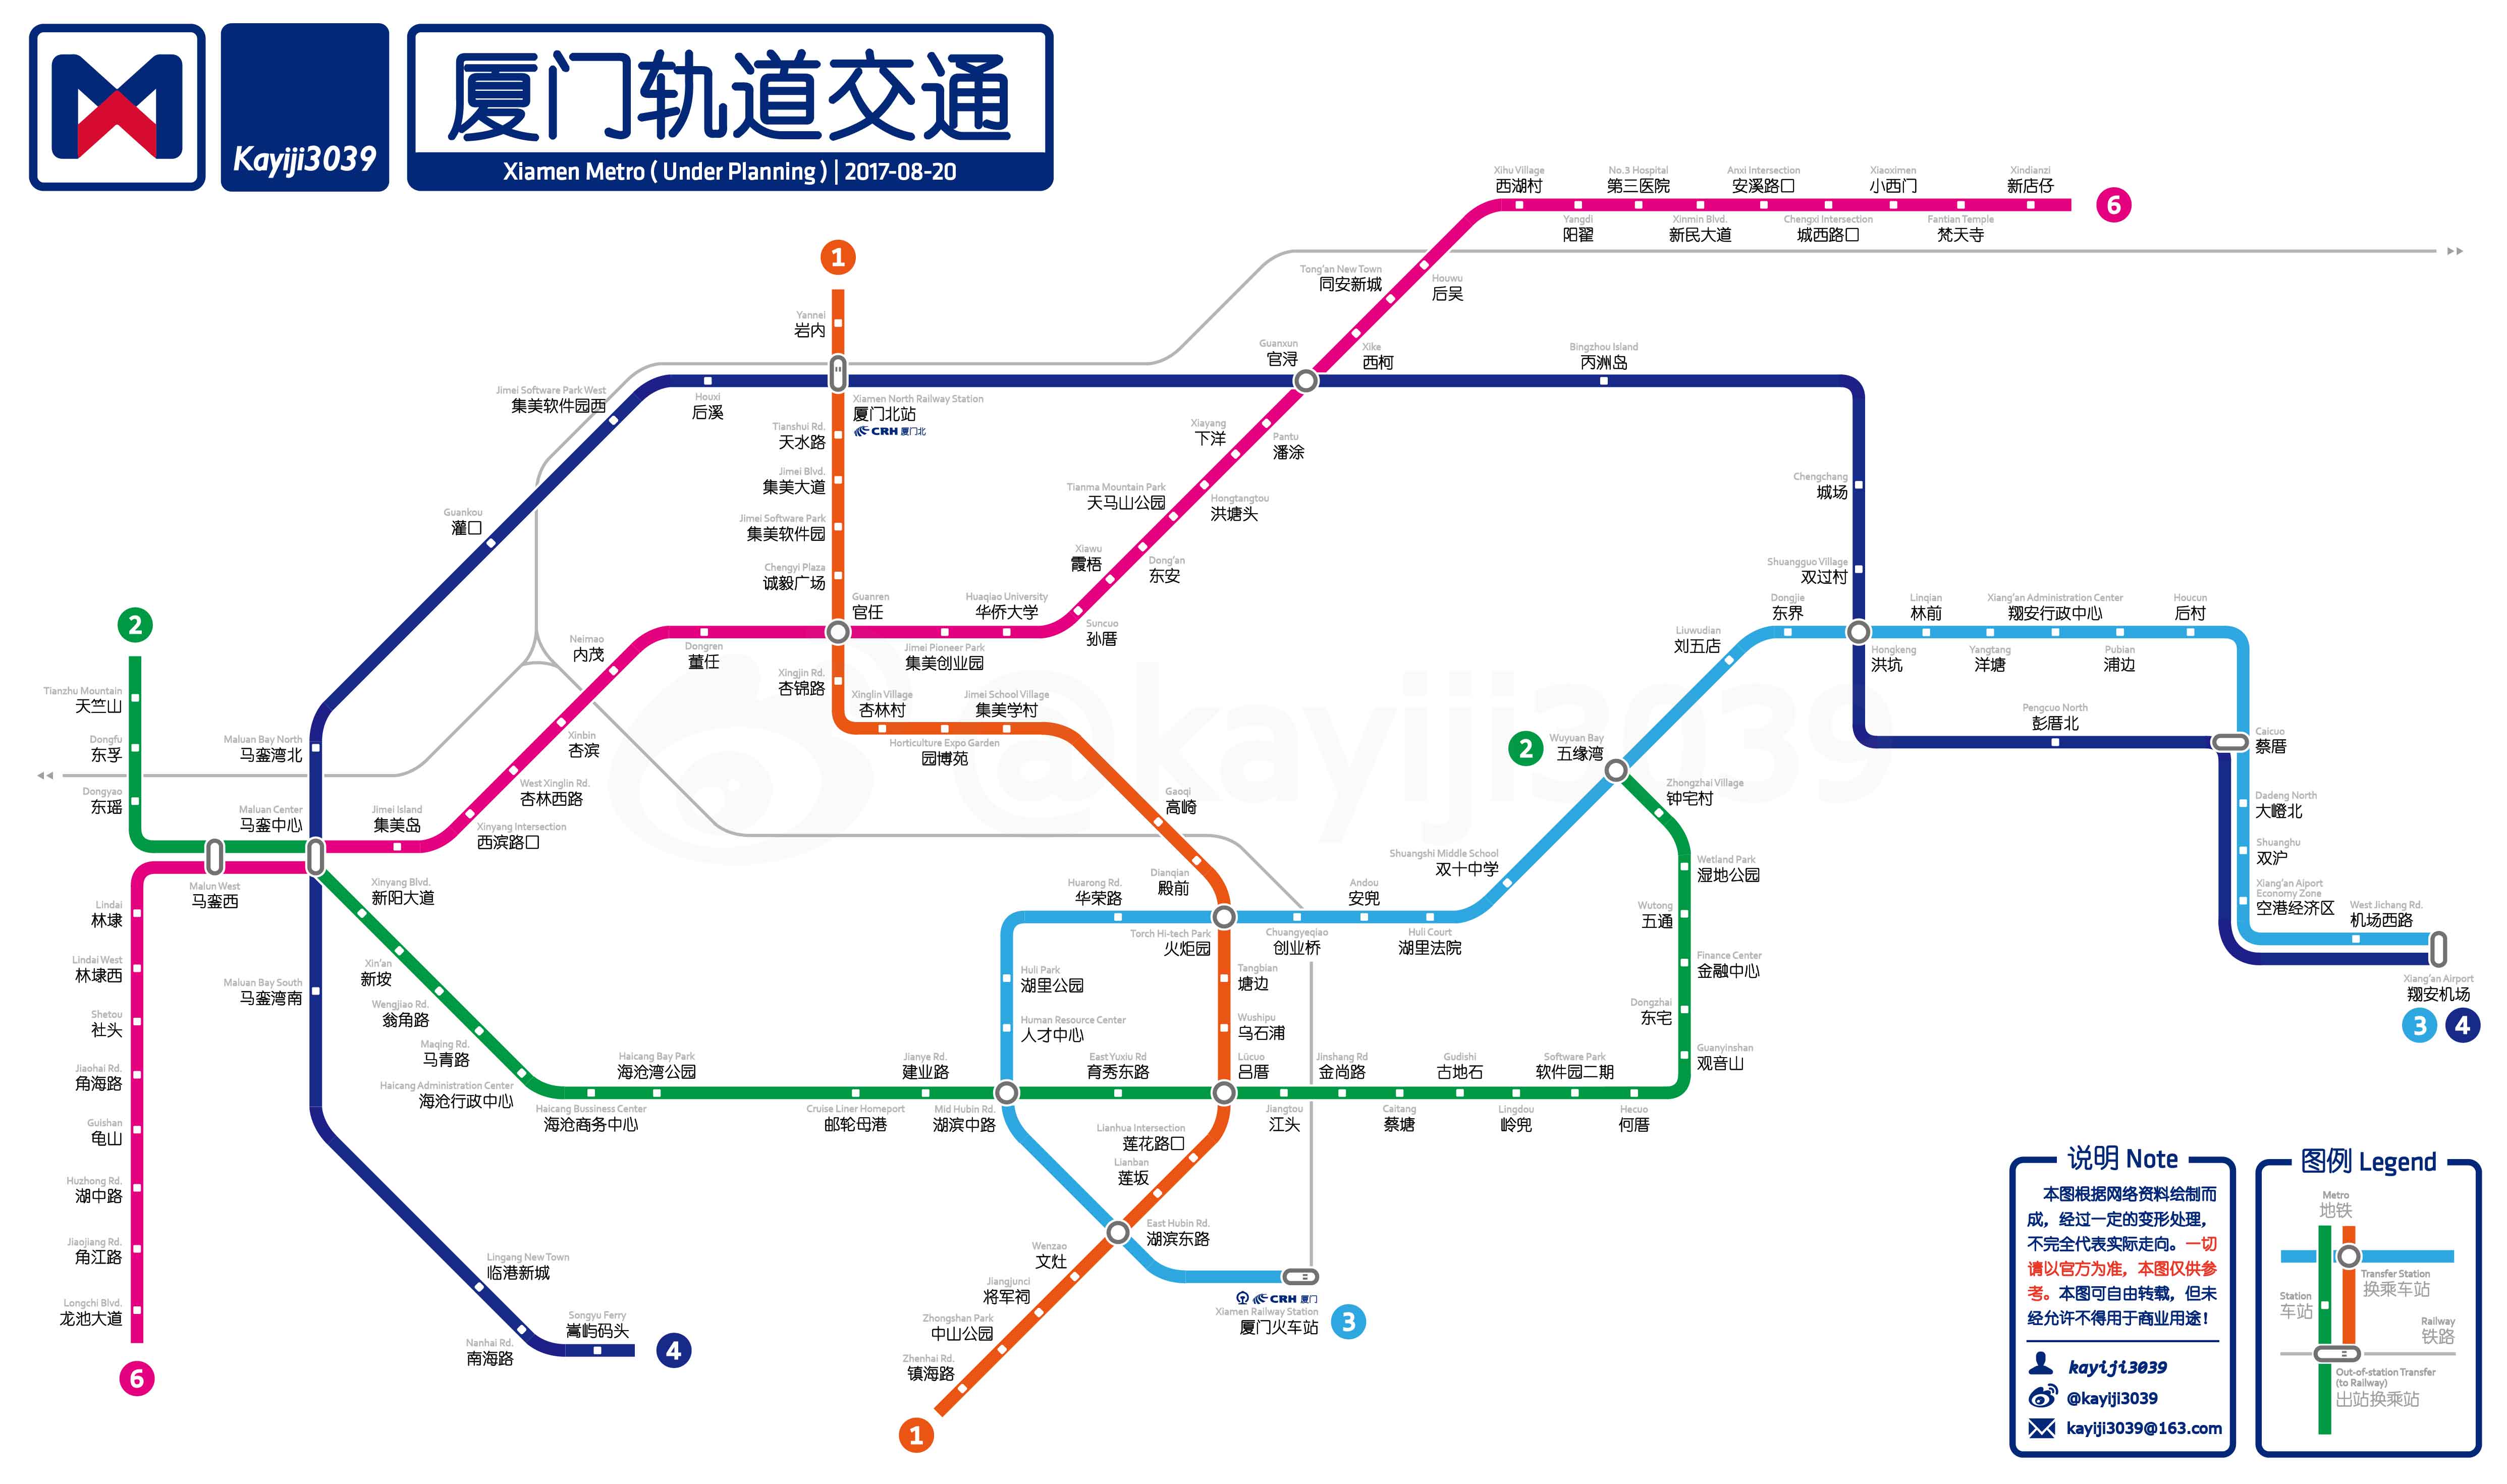 Kayiji3039
厦门轨道交通
Xiamen Metro ( Under Planning ) | 2017-08-20
Xihu Village
西湖村
No.3 Hospital
第三医院
Anxi Intersection
安溪路口
Xiaoximen
小西门
Xindianzi
新店仔
6
Yangdi
阳翟
Xinmin Blvd.
新民大道
Chengxi Intersection
城西路口
Fantian Temple
梵天寺
1
Tong'an New Town
同安新城
Houwu
后吴
Yannei
岩内
Guanxun
官浔
Xike
西柯
Bingzhou Island
丙洲岛
Jimei Software Park West
集美软件园西
Houxi
后溪
Xiamen North Railway Station
厦门北站
CRH 厦门北
Tianshui Rd.
天水路
Xiayang
下洋
Pantu
潘涂
Jimei Blvd.
集美大道
Tianma Mountain Park
天马山公园
Hongtangtou
洪塘头
Chengchang
城场
Guankou
灌口
Jimei Software Park
集美软件园
Xiawu
霞梧
Dong'an
东安
Chengyi Plaza
诚毅广场
Shuangguo Village
双过村
Guanren
官任
Huaqiao University
华侨大学
Suncuo
孙厝
Dongjie
东界
Linqian
林前
Xiang'an Administration Center
翔安行政中心
Houcun
后村
2
Neimao
内茂
Dongren
董任
Jimei Pioneer Park
集美创业园
Liuwudian
刘五店
Hongkeng
洪坑
Yangtang
洋塘
Pubian
浦边
Xingjin Rd.
杏锦路
Tianzhu Mountain
天竺山
Xinglin Village
杏林村
Jimei School Village
集美学村
Pengcuo North
彭厝北
Dongfu
东孚
Maluan Bay North
马銮湾北
Xinbin
杏滨
Horticulture Expo Garden
园博苑
@kayiji3039
2
Wuyuan Bay
五缘湾
Caicuo
蔡厝
Dongyao
东瑶
Maluan Center
马銮中心
Jimei Island
集美岛
West Xinglin Rd.
杏林西路
Xinyang Intersection
西滨路口
Gaoqi
高崎
Zhongzhai Village
钟宅村
Dadeng North
大嶝北
Malun West
马銮西
Xinyang Blvd.
新阳大道
Dianqian
殿前
Huarong Rd.
华荣路
Andou
安兜
Shuangshi Middle School
双十中学
Wetland Park
湿地公园
Shuanghu
双沪
Xiang'an Aiport
Economy Zone
空港经济区
West Jichang Rd.
机场西路
Lindai
林埭
Torch Hi-tech Park
火炬园
Chuangyeqiao
创业桥
Huli Court
湖里法院
Wutong
五通
Lindai West
林埭西
Xin'an
新垵
Huli Park
湖里公园
Tangbian
塘边
Finance Center
金融中心
Xiang'an Airport
翔安机场
3
4
Maluan Bay South
马銮湾南
Wengjiao Rd.
翁角路
Shetou
社头
Human Resource Center
人才中心
Wushipu
乌石浦
Dongzhai
东宅
Maqing Rd.
马青路
Jiaohai Rd.
角海路
Haicang Administration Center
海沧行政中心
Haicang Bay Park
海沧湾公园
Jianye Rd.
建业路
East Yuxiu Rd
育秀东路
Lücuo
吕厝
Jinshang Rd
金尚路
Gudishi
古地石
Software Park
软件园二期
Guanyinshan
观音山
Haicang Bussiness Center
海沧商务中心
Cruise Liner Homeport
邮轮母港
Mid Hubin Rd.
湖滨中路
Jiangtou
江头
Caitang
蔡塘
Lingdou
岭兜
Hecuo
何厝
Guishan
龟山
Lianhua Intersection
莲花路口
Lianban
莲坂
Huzhong Rd.
湖中路
Jiaojiang Rd.
角江路
East Hubin Rd.
湖滨东路
Wenzao
文灶
Lingang New Town
临港新城
Jiangjunci
将军祠
CRH 厦门
Xiamen Railway Station
厦门火车站
3
Longchi Blvd.
龙池大道
Songyu Ferry
嵩屿码头
4
Zhongshan Park
中山公园
Nanhai Rd.
南海路
Zhenhai Rd.
镇海路
6
1
说明 Note
本图根据网络资料绘制而
成，经过一定的变形处理，
不完全代表实际走向。一切
请以官方为准，本图仅供参
考。本图可自由转载，但未
经允许不得用于商业用途！
kayiji3039
@kayiji3039
kayiji3039@163.com
图例 Legend
Metro
地铁
Transfer Station
换乘车站
Station
车站
Railway
铁路
Out-of-station Transfer
(to Railway)
出站换乘站